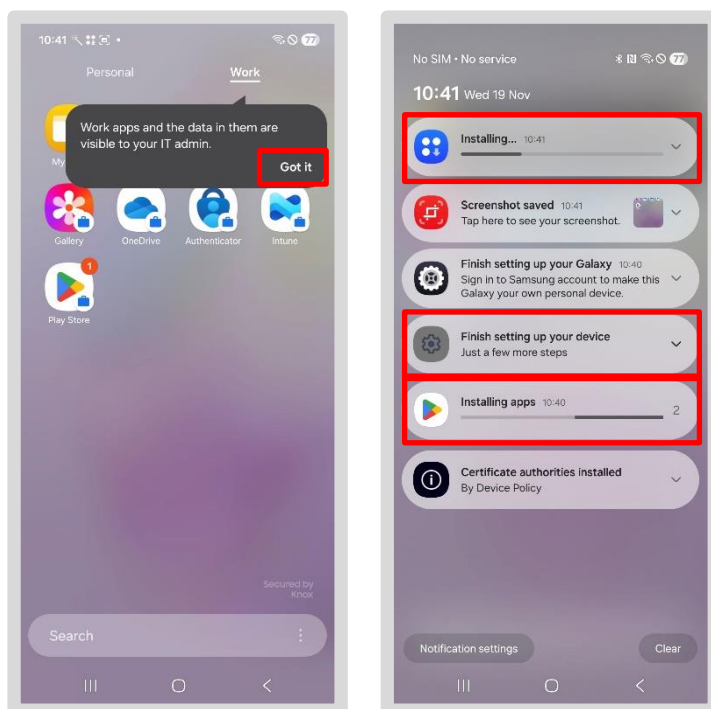 10:41
77
Personal Work
Work apps and the data in them are
visible to your IT admin.
Got it
My
Gallery OneDrive Authenticator Intune
1
Play Store
Secured by
Knox
Search
No SIM • No service
77
10:41 Wed 19 Nov
Installing... 10:41
Screenshot saved 10:41
Tap here to see your screenshot.
Finish setting up your Galaxy 10:40
Sign in to Samsung account to make this
Galaxy your own personal device.
Finish setting up your device
Just a few more steps
Installing apps 10:40
2
Certificate authorities installed
By Device Policy
Notification settings Clear